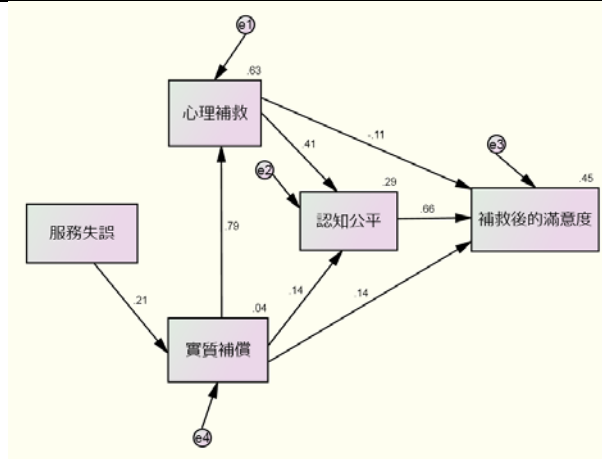 e1
.63
心理補救
-.11
.41
e3
e2
.29
.45
認知公平
.66
補救後的滿意度
服務失誤
.79
.21
.14
.14
.04
實質補償
e4